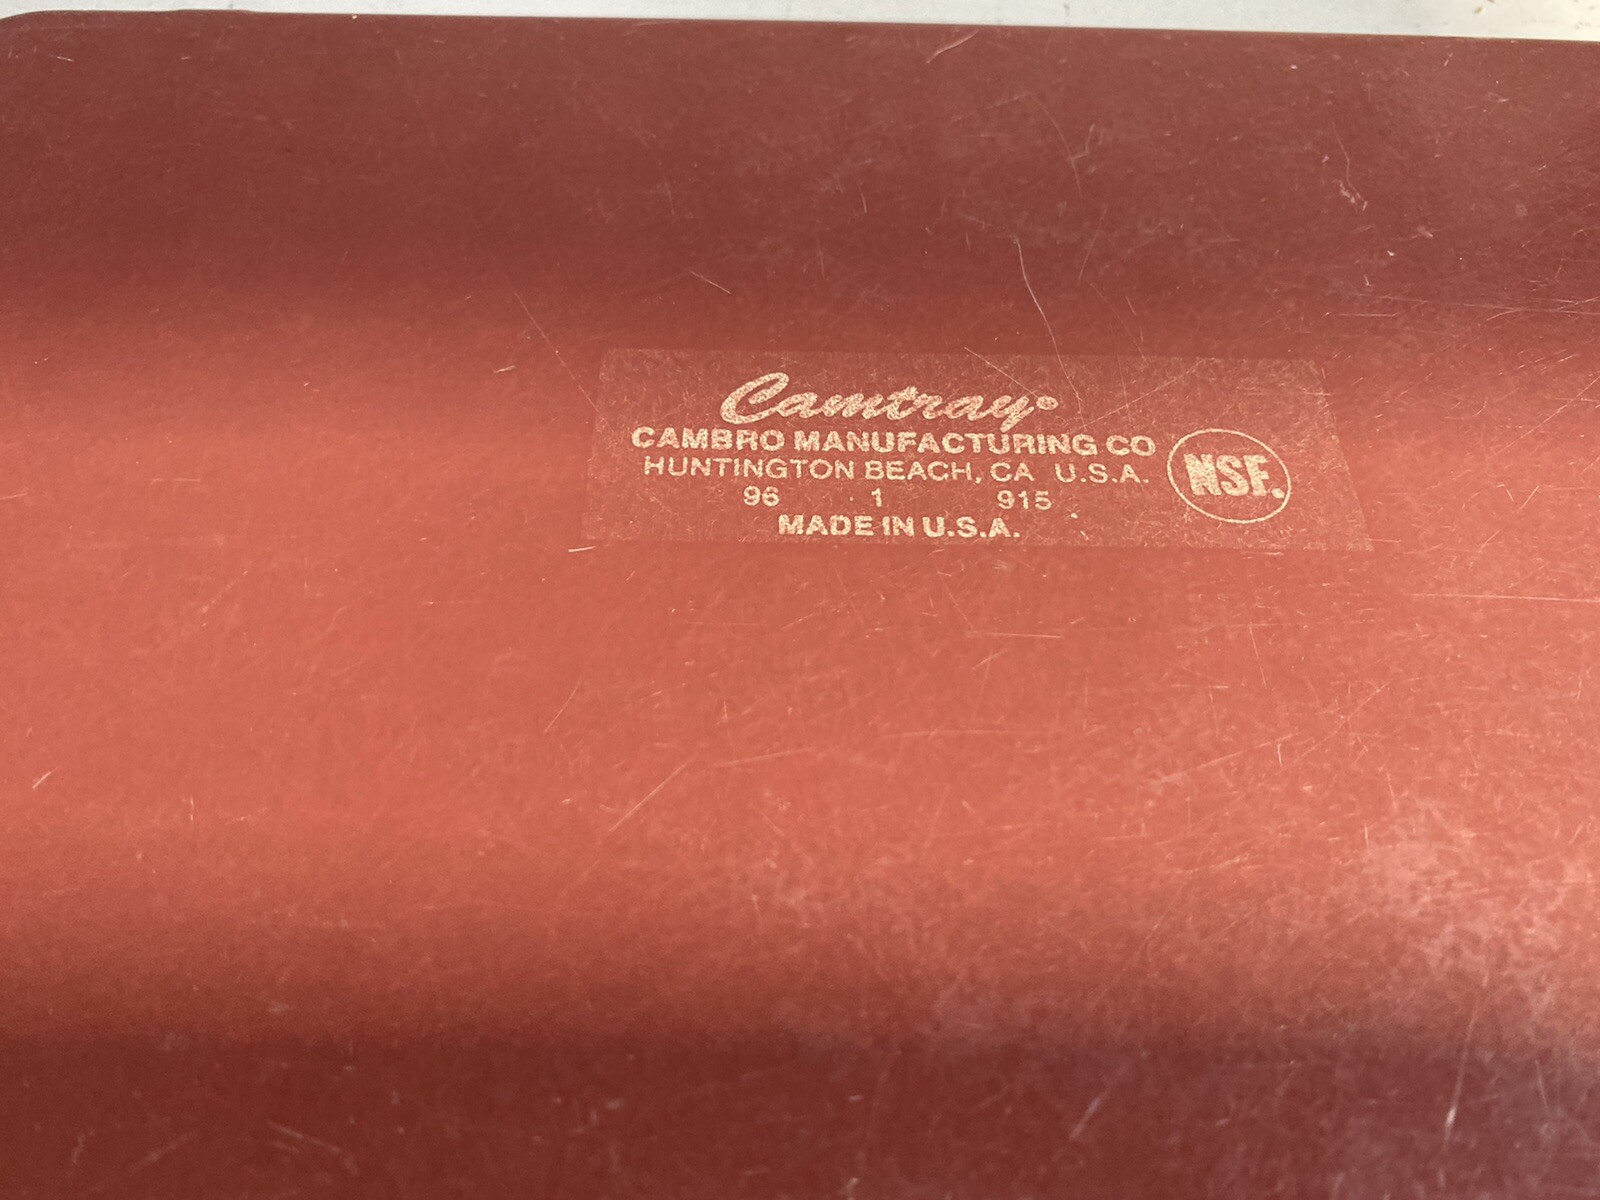 Camtray®
CAMBRO MANUFACTURING CO
HUNTINGTON BEACH, CA U.S.A.
96 1 915
MADE IN U.S.A.
NSF.